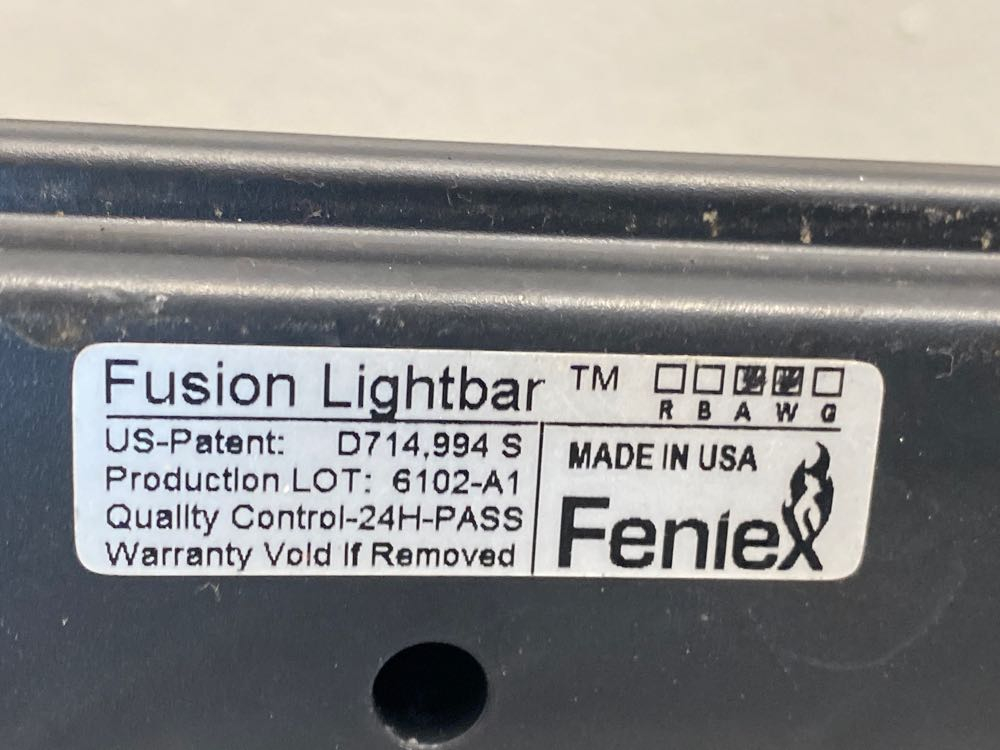 Fusion Lightbar ™
R B A W G
US-Patent: D714,994 S
Production LOT: 6102-A1
Quality Control-24H-PASS
Warranty Void If Removed
MADE IN USA
Feniex